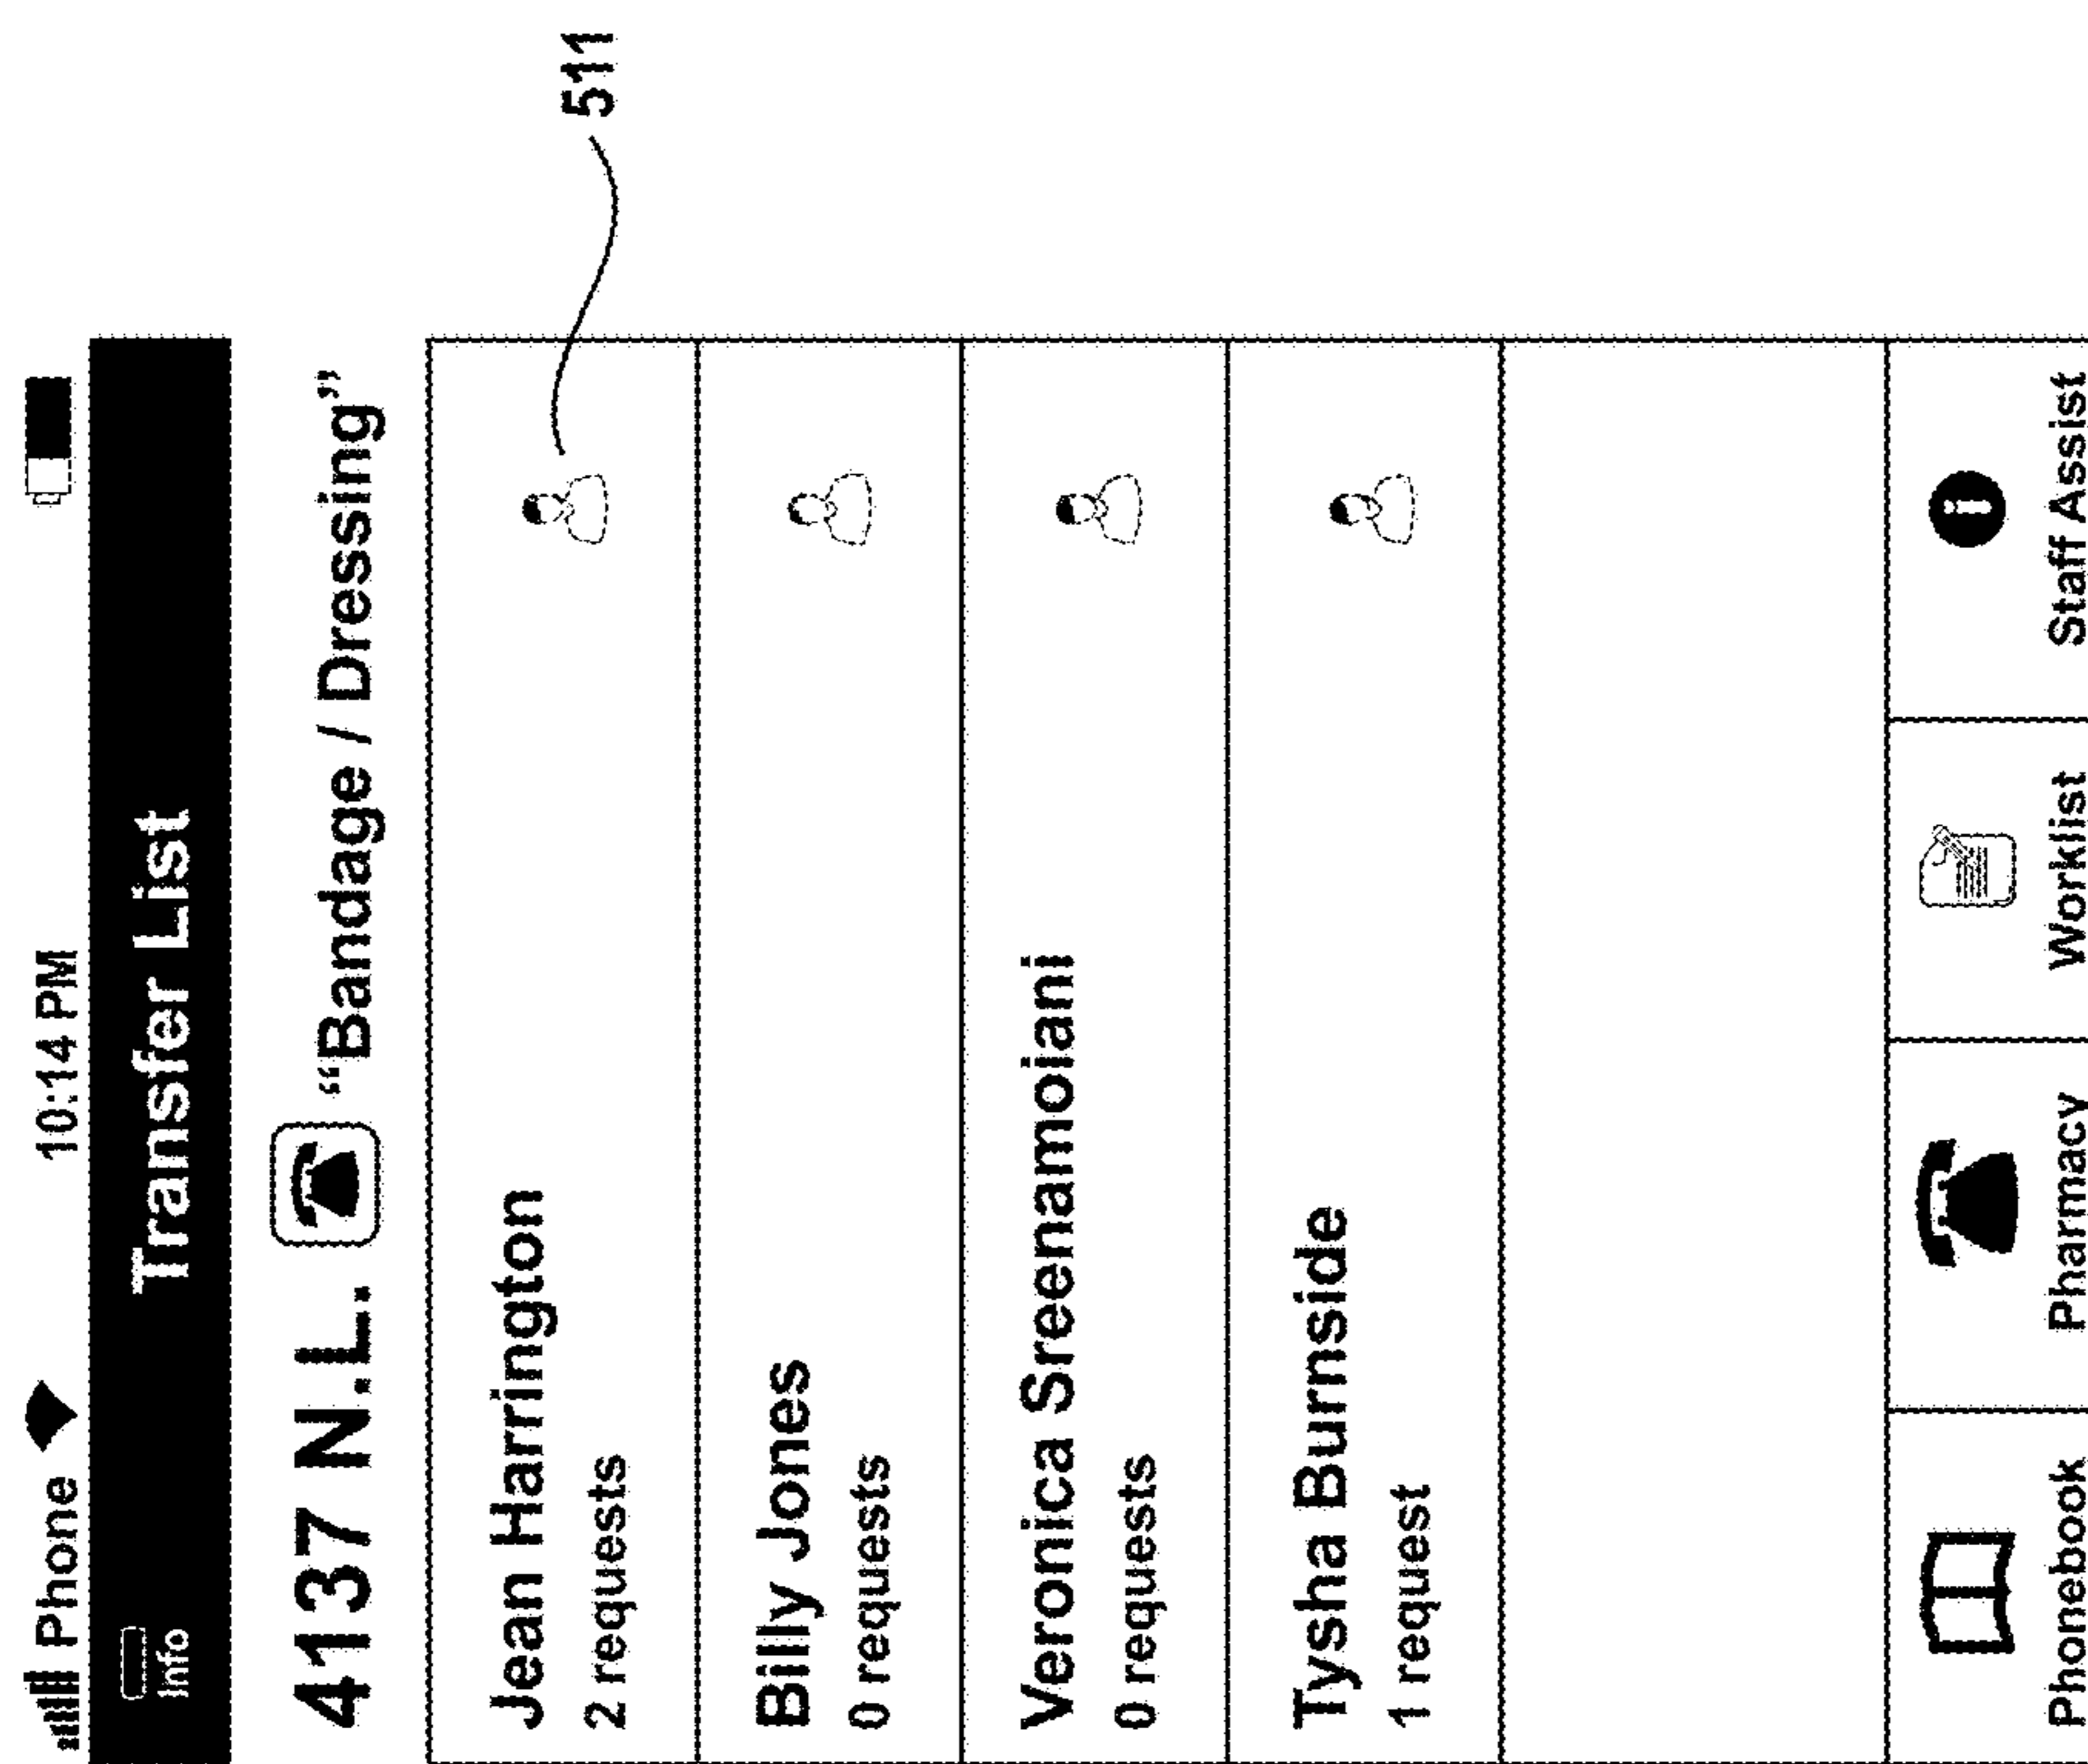 Phone 10:14 PM
Info Transfer List
4137 N.L. “Bandage / Dressing”
Jean Harrington
2 requests
511
Billy Jones
0 requests
Veronica Sreenamoiani
0 requests
Tysha Burnside
1 request
Phonebook Pharmacy Worklist Staff Assist